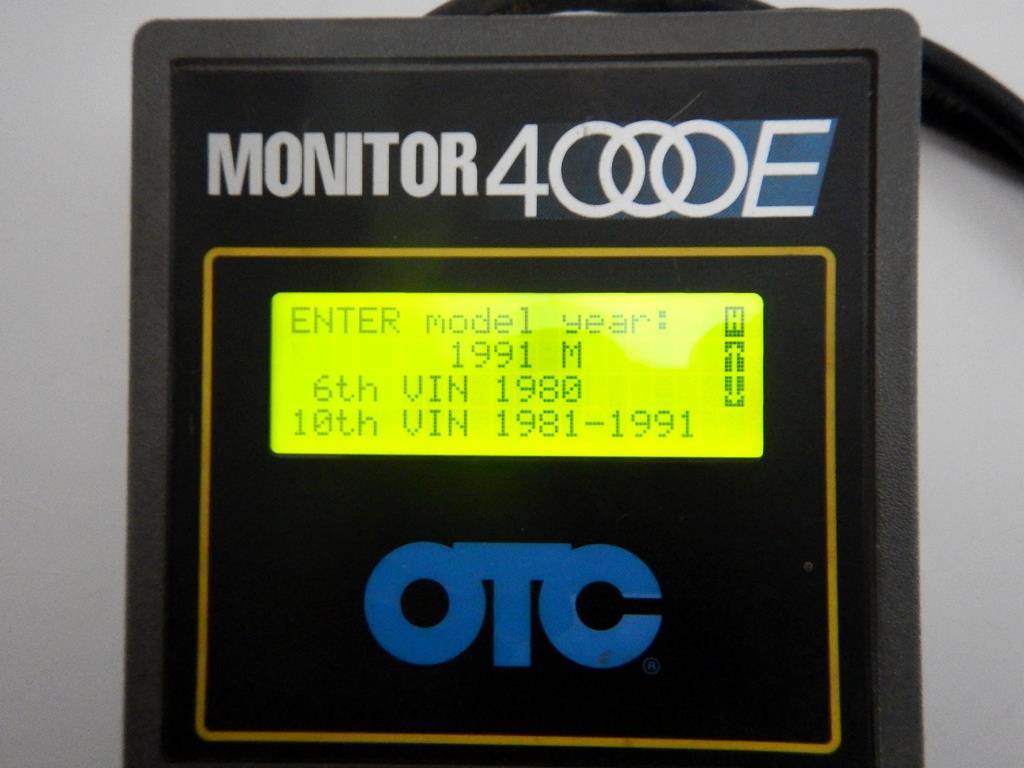 MONITOR 4000E
ENTER model year:
1991 M
6th VIN 1980
10th VIN 1981-1991
OTC
®